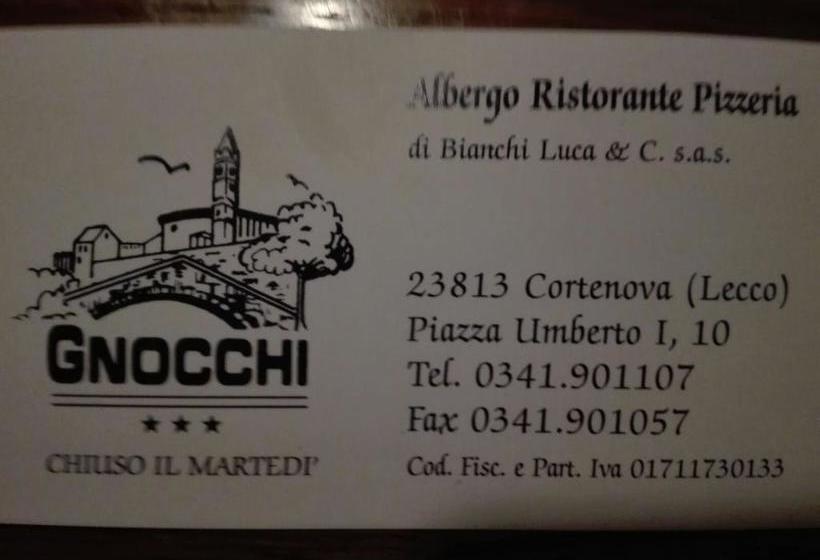 GNOCCHI
★ ★ ★
CHIUSO IL MARTEDI'
Albergo Ristorante Pizzeria
di Bianchi Luca & C. s.a.s.
23813 Cortenova (Lecco)
Piazza Umberto I, 10
Tel. 0341.901107
Fax 0341.901057
Cod. Fisc. e Part. Iva 01711730133